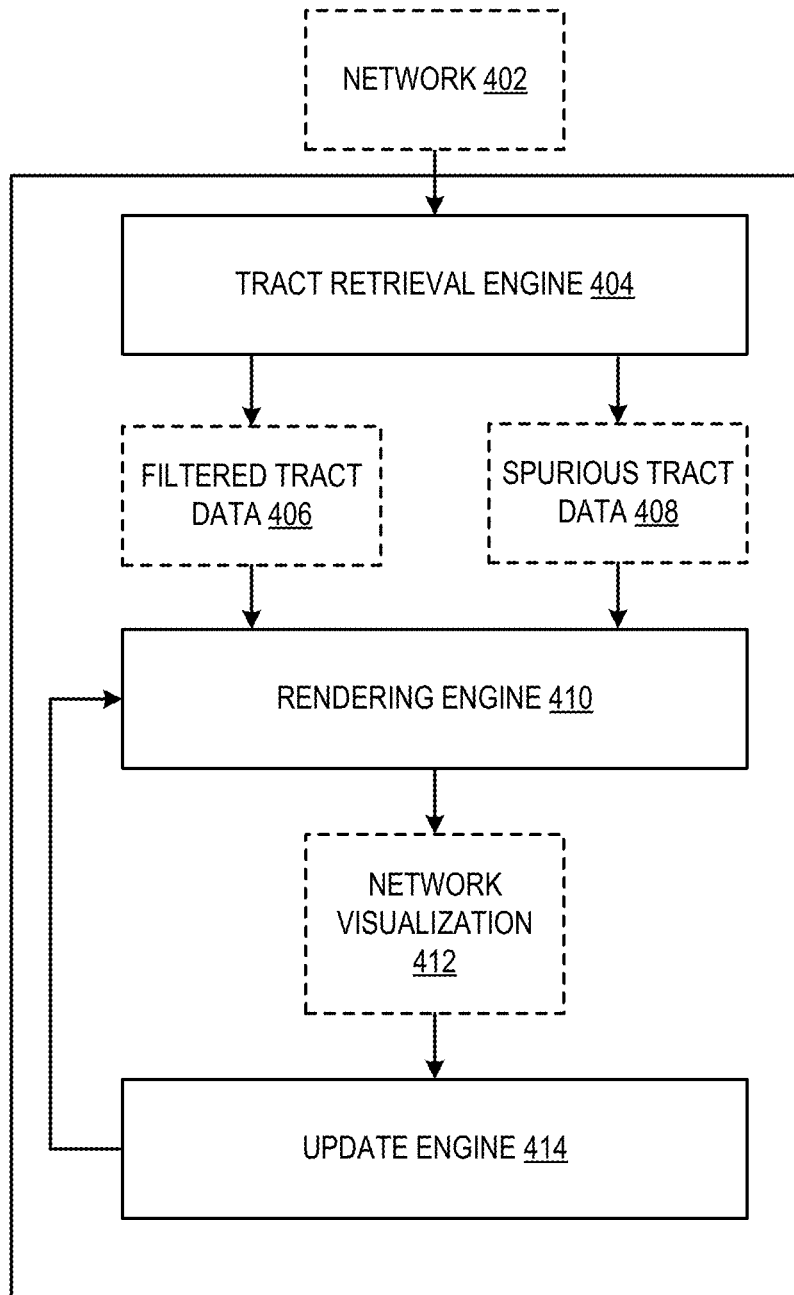 NETWORK 402
TRACT RETRIEVAL ENGINE 404
FILTERED TRACT
DATA 406
SPURIOUS TRACT
DATA 408
RENDERING ENGINE 410
NETWORK
VISUALIZATION
412
UPDATE ENGINE 414